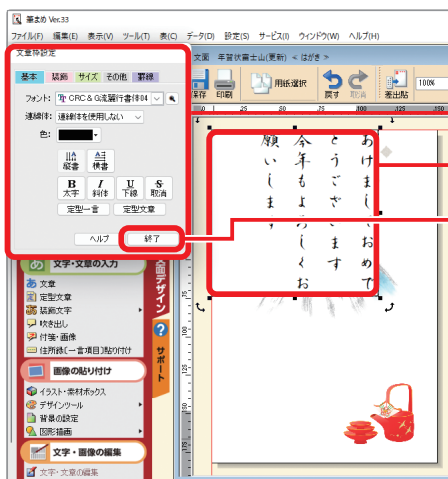 筆まめ Ver.33
ファイル(F) 編集(E) 表示(V) ツール(T) 表(C) データ(D) 設定(S) サービス(I) ウィンドウ(W) ヘルプ(H)
文章枠設定
基本 装飾 サイズ その他 罫線
フォント: CRC&G流麗行書体04
連綿体: 連綿体を使用しない
色:
縦書 横書
B 太字 I 斜体 U 下線 S 取消
定型一言 定型文章
ヘルプ 終了
文面 年賀状富士山(更新) <はがき>
保存 印刷 用紙選択 戻す 取消 差出貼 100%
0 25 50 75 100 125 150
あけましておめで
とうございます
今年もよろしくお
願いします
文字・文章の入力
文章
定型文章
装飾文字
吹き出し
付箋・画像
住所録[一言項目]貼り付け
画像の貼り付け
イラスト・素材ボックス
デザインツール
背景の設定
図形描画
文字・画像の編集
文字・文章の編集
文面デザイン
? サポート